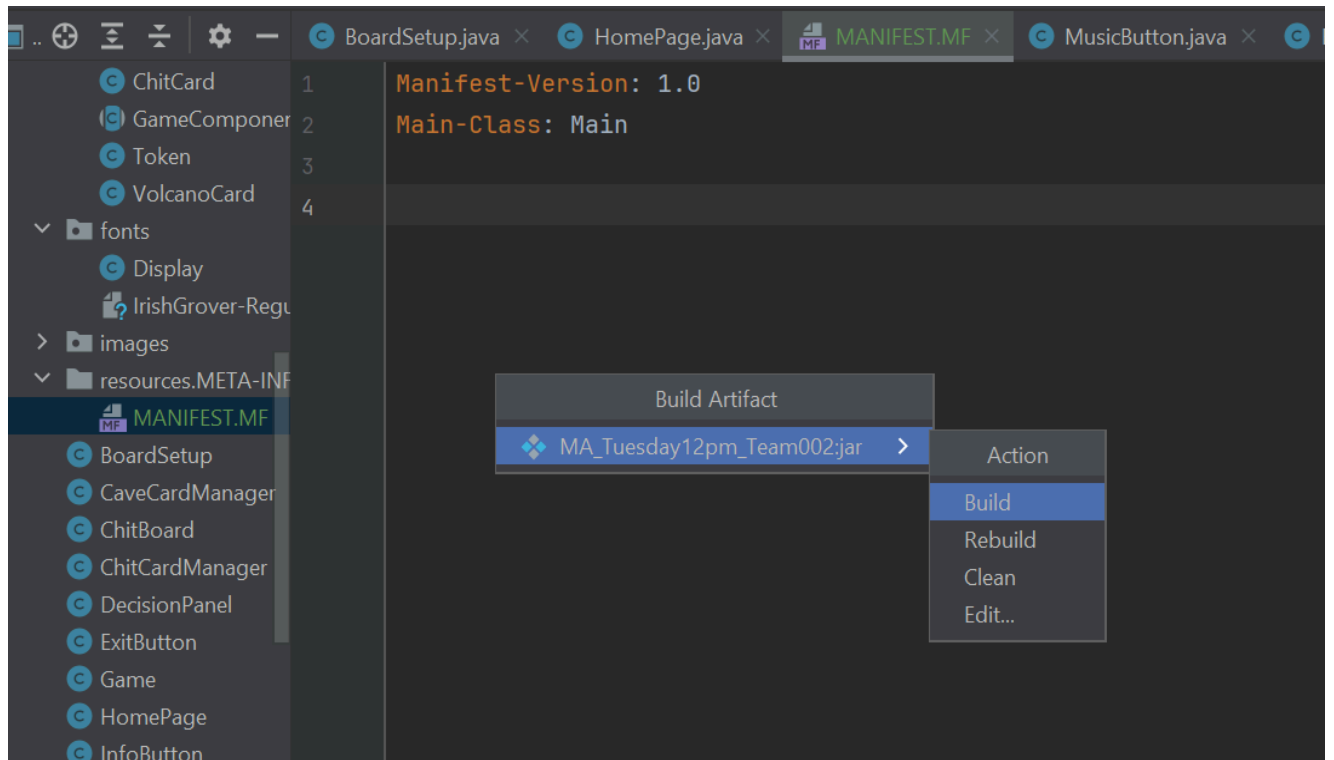 ..
BoardSetup.java
HomePage.java
MANIFEST.MF
MusicButton.java
ChitCard
GameComponen
Token
VolcanoCard
fonts
Display
IrishGrover-Regu
images
resources.META-INF
MANIFEST.MF
BoardSetup
CaveCardManager
ChitBoard
ChitCardManager
DecisionPanel
ExitButton
Game
HomePage
InfoButton
1 Manifest-Version: 1.0
2 Main-Class: Main
3
4
Build Artifact
MA_Tuesday12pm_Team002:jar
Action
Build
Rebuild
Clean
Edit...